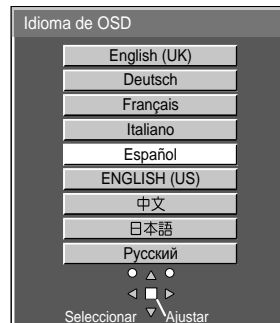 Idioma de OSD
English (UK)
Deutsch
Français
Italiano
Español
ENGLISH (US)
中文
日本語
Русский
Seleccionar Ajustar